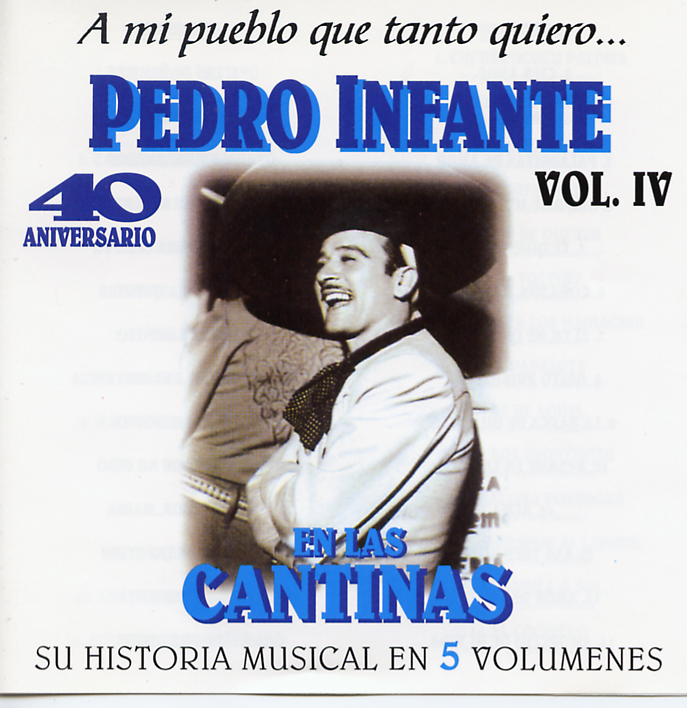 A mi pueblo que tanto quiero...
PEDRO INFANTE
VOL. IV
40
ANIVERSARIO
EN LAS
CANTINAS
SU HISTORIA MUSICAL EN 5 VOLUMENES